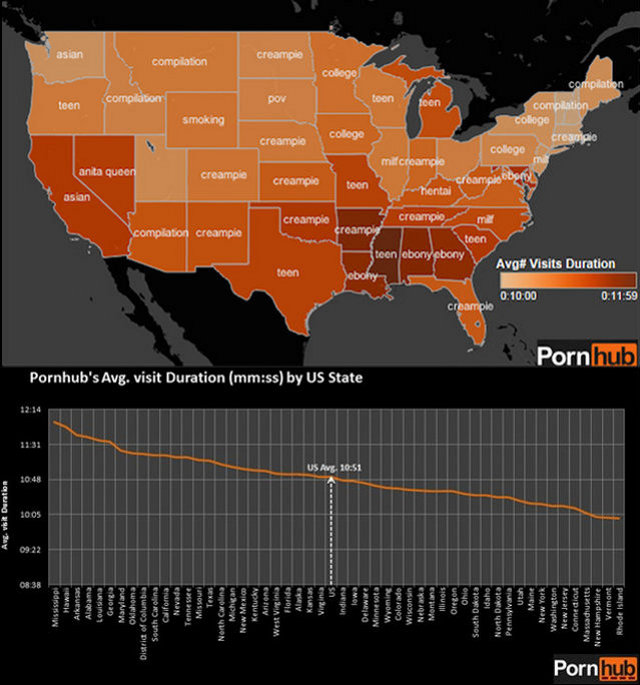 asian
compilation
creampie
college
teen
compilation
smoking
pov
teen
teen
compilation
compilation
college
creampie
creampie
college
college
mil
anita queen
asian
creampie
creampie
teen
milf
creampie
hentai
creampie
ebony
compilation
creampie
creampie
creampie
creampie
milf
teen
teen
ebony
teen
ebony
ebony
creampie
Avg# Visits Duration
0:10:00 0:11:59
Pornhub
Pornhub's Avg. visit Duration (mm:ss) by US State
12:14
11:31
10:48
10:05
09:22
08:38
Avg. visit Duration
US Avg. 10:51
Mississippi
Hawaii
Arkansas
Alabama
Louisiana
Georgia
Maryland
Oklahoma
District of Columbia
South Carolina
California
Nevada
Tennessee
Missouri
Texas
North Carolina
Michigan
New Mexico
Kentucky
Arizona
West Virginia
Florida
Alaska
Kansas
Virginia
US
Indiana
Iowa
Delaware
Minnesota
Wyoming
Colorado
Wisconsin
Nebraska
Montana
Illinois
Oregon
Ohio
South Dakota
Idaho
North Dakota
Pennsylvania
Utah
Maine
New York
Washington
New Jersey
Connecticut
Massachusetts
New Hampshire
Vermont
Rhode Island
Pornhub